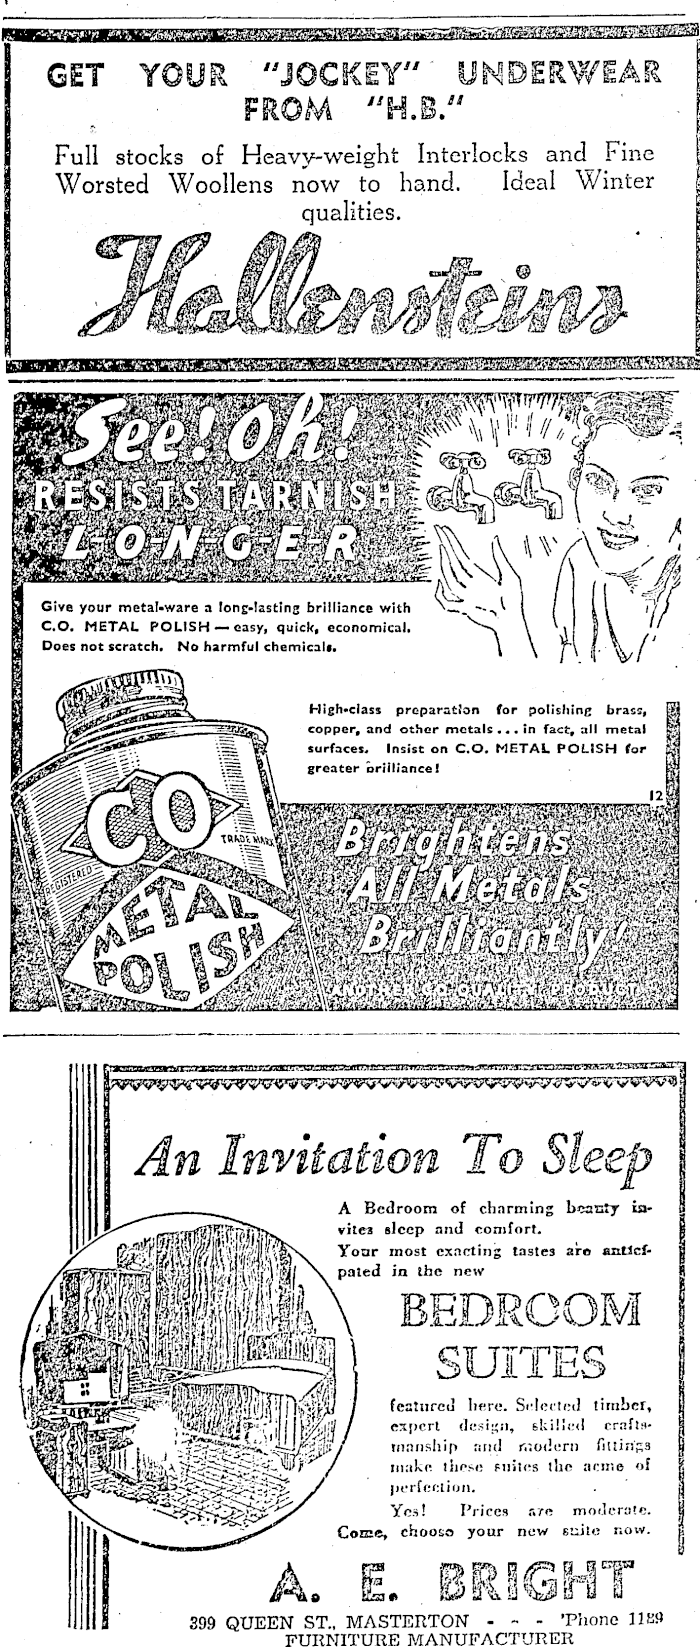 GET YOUR "JOCKEY" UNDERWEAR
FROM "H.B."
Full stocks of Heavy-weight Interlocks and Fine
Worsted Woollens now to hand. Ideal Winter
qualities.
Hallensteins
See! Oh!
RESISTS TARNISH
L-O-N-G-E-R
Give your metal-ware a long-lasting brilliance with
C.O. METAL POLISH — easy, quick, economical.
Does not scratch. No harmful chemicals.
High-class preparation for polishing brass,
copper, and other metals ... in fact, all metal
surfaces. Insist on C.O. METAL POLISH for
greater brilliance!
12
CO
REGISTERED
TRADE MARK
METAL
POLISH
Brightens
All Metals
Brilliantly!
ANOTHER CO QUALITY PRODUCT
An Invitation To Sleep
A Bedroom of charming beauty in-
vites sleep and comfort.
Your most exacting tastes are antici-
pated in the new
BEDROOM
SUITES
featured here. Selected timber,
expert design, skilled crafts-
manship and modern fittings
make these suites the acme of
perfection.
Yes! Prices are moderate.
Come, choose your new suite now.
A. E. BRIGHT
399 QUEEN ST., MASTERTON - - - 'Phone 1189
FURNITURE MANUFACTURER